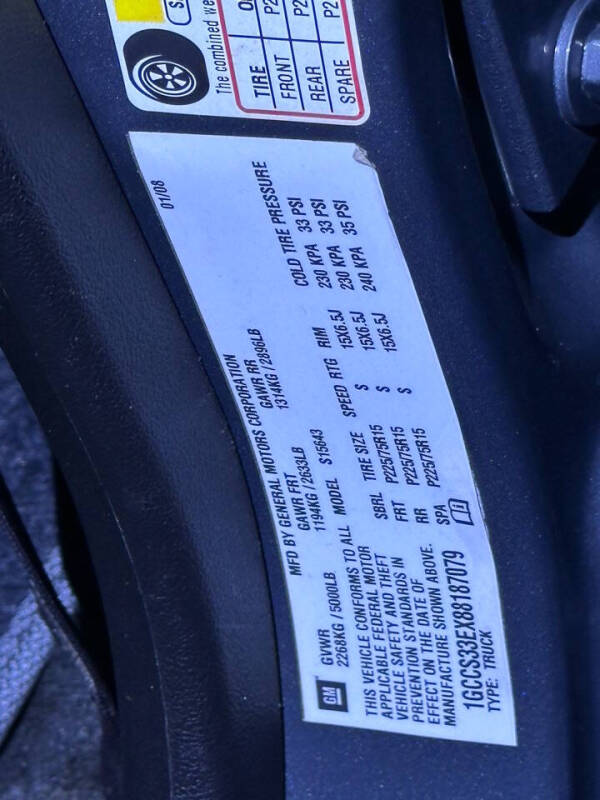 The combined we
TIRE
FRONT P2
REAR P2
SPARE P2
01/08
MFD BY GENERAL MOTORS CORPORATION
GVWR GAWR FRT GAWR RR
2268KG / 5000LB 1194KG / 2633LB 1314KG / 2896LB
THIS VEHICLE CONFORMS TO ALL
APPLICABLE FEDERAL MOTOR
VEHICLE SAFETY AND THEFT
PREVENTION STANDARDS IN
EFFECT ON THE DATE OF
MANUFACTURE SHOWN ABOVE.
MODEL S15643
SBRL TIRE SIZE SPEED RTG RIM COLD TIRE PRESSURE
FRT P225/75R15 S 15X6.5J 230 KPA 33 PSI
RR P225/75R15 S 15X6.5J 230 KPA 33 PSI
SPA P225/75R15 S 15X6.5J 240 KPA 35 PSI
1GCCS33EX88187079
TYPE: TRUCK
GM